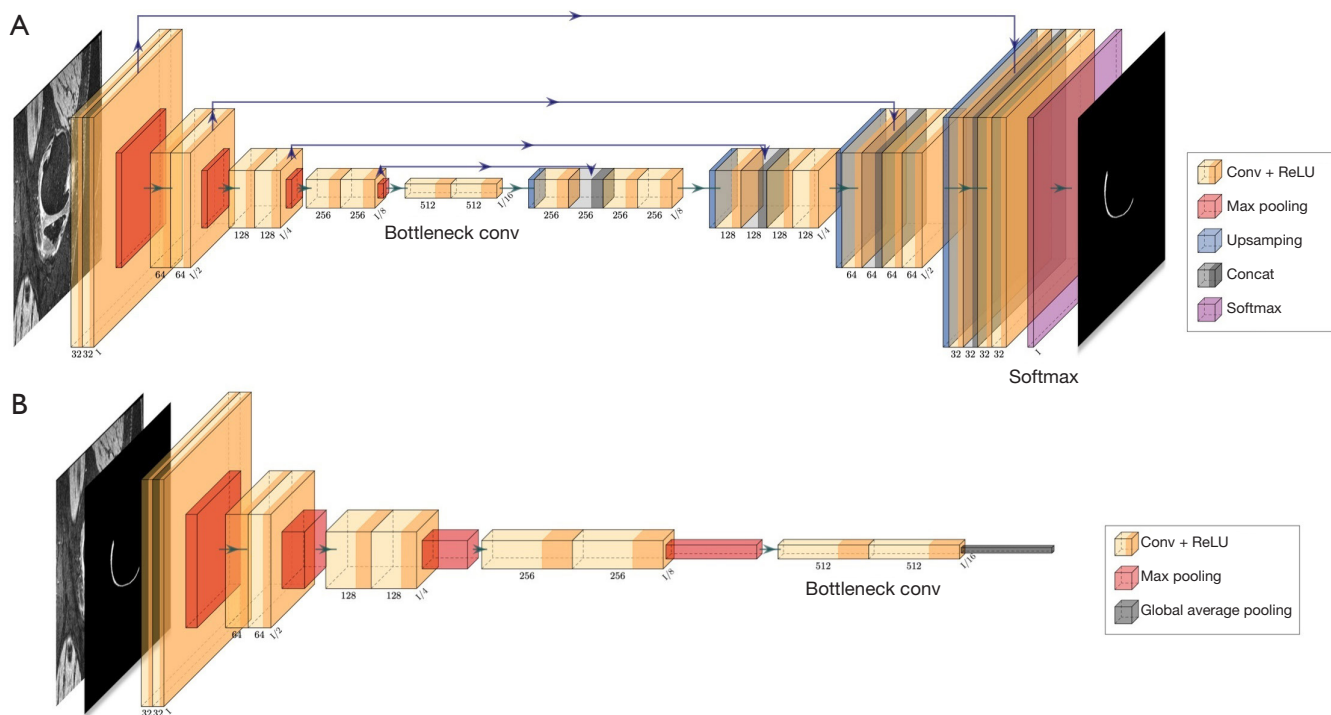 A
32 32 1
64 64 1/2
128 128 1/4
256 256 1/8
512 512 1/16
Bottleneck conv
256 256 256 256 1/8
128 128 128 128 1/4
64 64 64 64 1/2
32 32 32 32
1
Softmax
Conv + ReLU
Max pooling
Upsamping
Concat
Softmax
B
32 32 1
64 64 1/2
128 128 1/4
256 256 1/8
512 512 1/16
Bottleneck conv
Conv + ReLU
Max pooling
Global average pooling